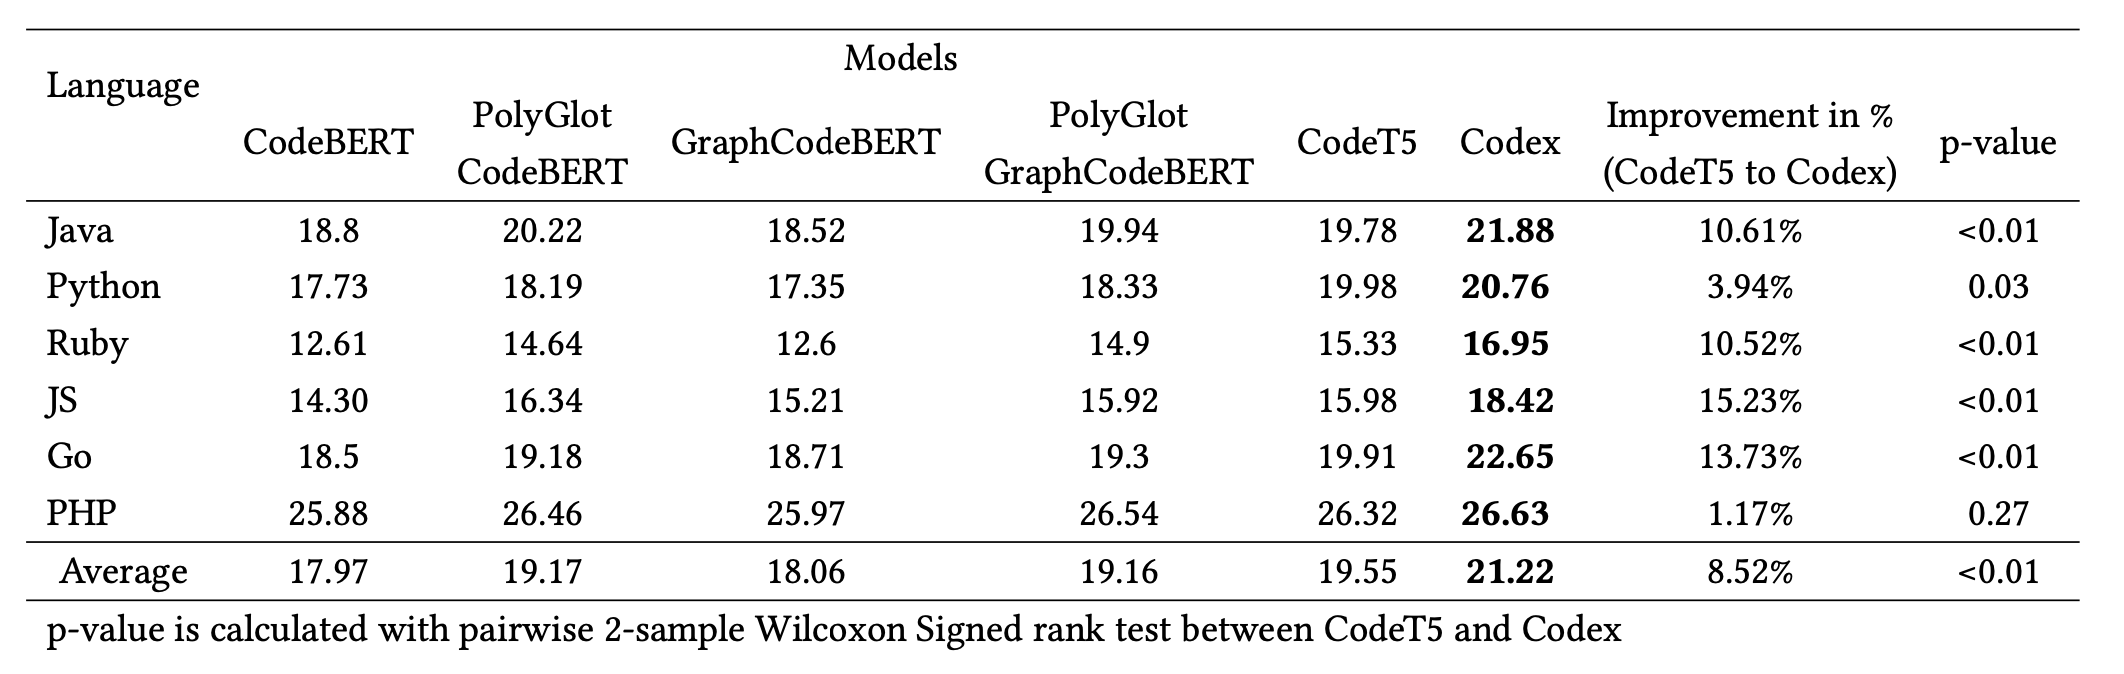 Models
Language
CodeBERT PolyGlot CodeBERT GraphCodeBERT PolyGlot GraphCodeBERT CodeT5 Codex Improvement in % (CodeT5 to Codex) p-value
Java 18.8 20.22 18.52 19.94 19.78 21.88 10.61% <0.01
Python 17.73 18.19 17.35 18.33 19.98 20.76 3.94% 0.03
Ruby 12.61 14.64 12.6 14.9 15.33 16.95 10.52% <0.01
JS 14.30 16.34 15.21 15.92 15.98 18.42 15.23% <0.01
Go 18.5 19.18 18.71 19.3 19.91 22.65 13.73% <0.01
PHP 25.88 26.46 25.97 26.54 26.32 26.63 1.17% 0.27
Average 17.97 19.17 18.06 19.16 19.55 21.22 8.52% <0.01
p-value is calculated with pairwise 2-sample Wilcoxon Signed rank test between CodeT5 and Codex